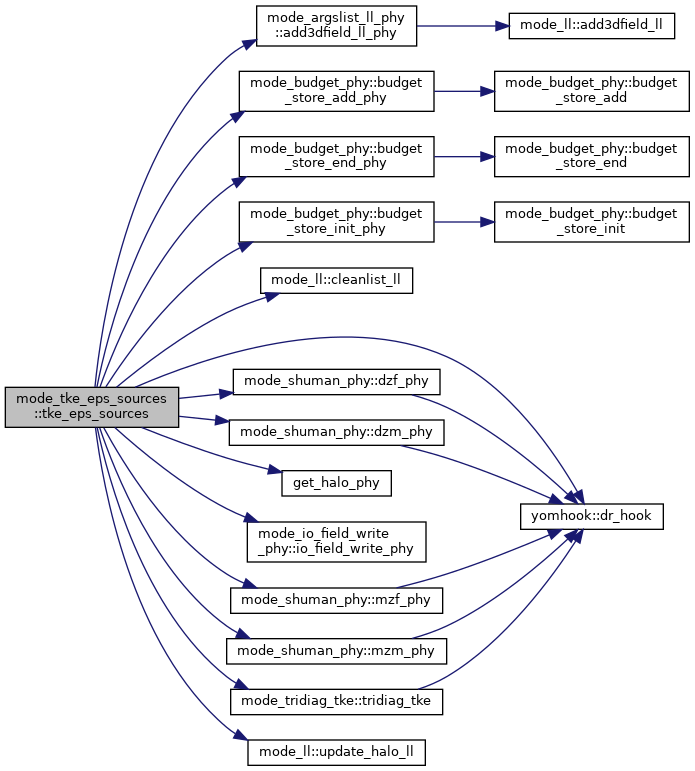 mode_argslist_ll_phy
::add3dfield_ll_phy
mode_ll::add3dfield_ll
mode_budget_phy::budget
_store_add_phy
mode_budget_phy::budget
_store_add
mode_budget_phy::budget
_store_end_phy
mode_budget_phy::budget
_store_end
mode_budget_phy::budget
_store_init_phy
mode_budget_phy::budget
_store_init
mode_ll::cleanlist_ll
mode_tke_eps_sources
::tke_eps_sources
mode_shuman_phy::dzf_phy
mode_shuman_phy::dzm_phy
get_halo_phy
yomhook::dr_hook
mode_io_field_write
_phy::io_field_write_phy
mode_shuman_phy::mzf_phy
mode_shuman_phy::mzm_phy
mode_tridiag_tke::tridiag_tke
mode_ll::update_halo_ll